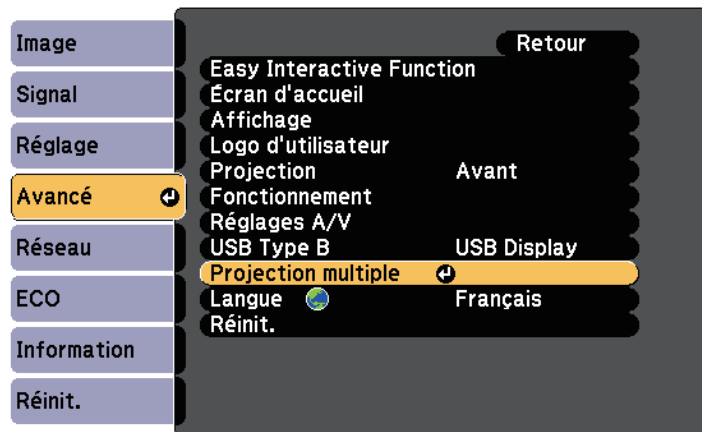 Image
Signal
Réglage
Avancé
Réseau
ECO
Information
Réinit.
Retour
Easy Interactive Function
Écran d'accueil
Affichage
Logo d'utilisateur
Projection Avant
Fonctionnement
Réglages A/V
USB Type B USB Display
Projection multiple
Langue Français
Réinit.